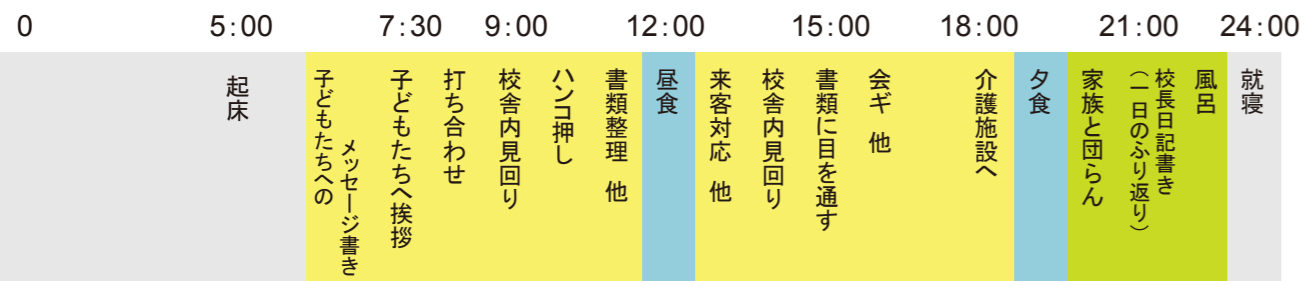 0 5:00 7:30 9:00 12:00 15:00 18:00 21:00 24:00
起床
子どもたちへの
メッセージ書き
子どもたちへ挨拶
打ち合わせ
校舎内見回り
ハンコ押し
書類整理 他
昼食
来客対応 他
校舎内見回り
書類に目を通す
会ギ 他
介護施設へ
夕食
家族と団らん
校長日記書き
（一日のふり返り）
風呂
就寝